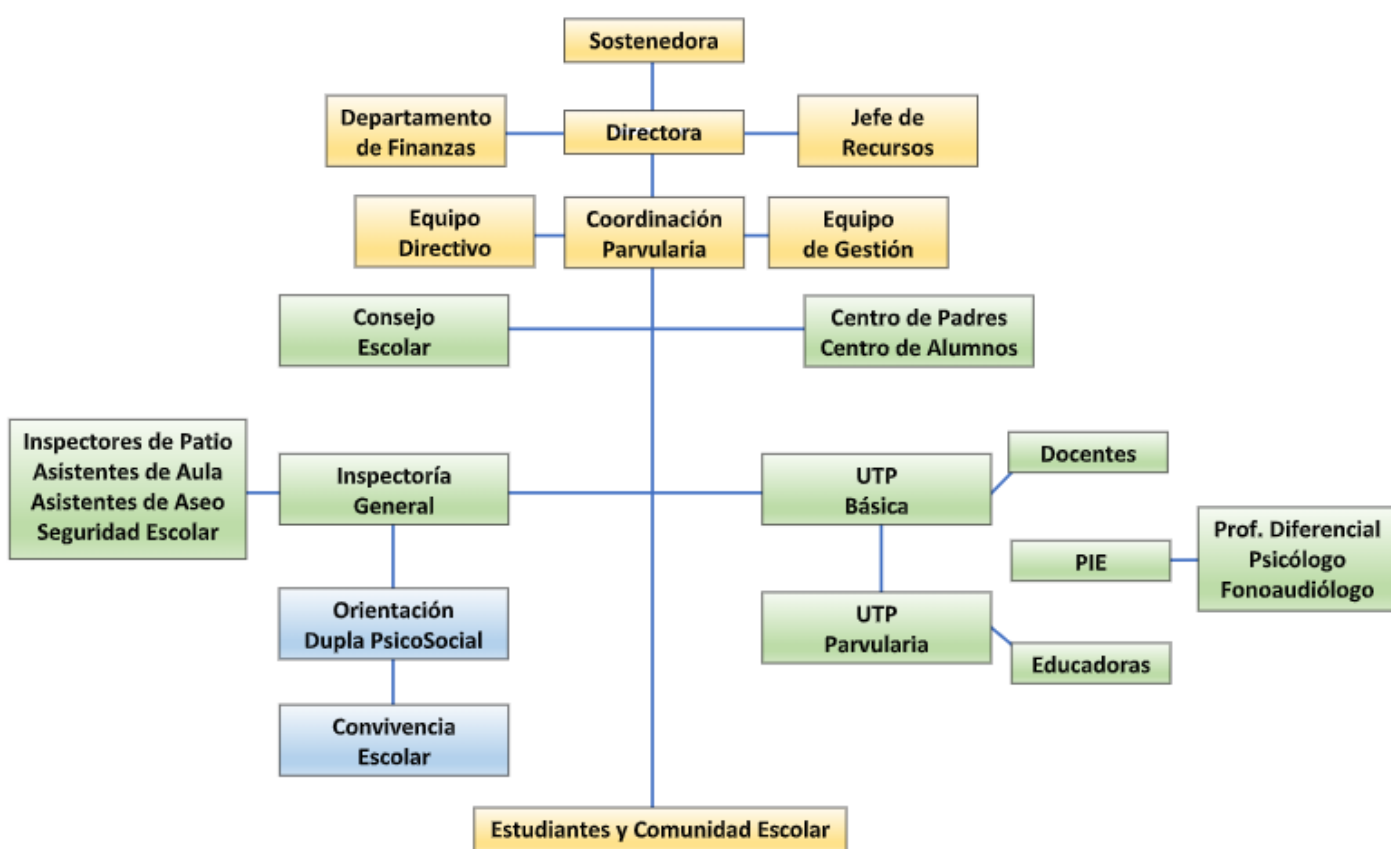 Sostenedora
Departamento
de Finanzas
Directora
Jefe de
Recursos
Equipo
Directivo
Coordinación
Parvularia
Equipo
de Gestión
Consejo
Escolar
Centro de Padres
Centro de Alumnos
Inspectores de Patio
Asistentes de Aula
Asistentes de Aseo
Seguridad Escolar
Inspectoría
General
UTP
Básica
Docentes
PIE
Prof. Diferencial
Psicólogo
Fonoaudiólogo
Orientación
Dupla PsicoSocial
UTP
Parvularia
Educadoras
Convivencia
Escolar
Estudiantes y Comunidad Escolar